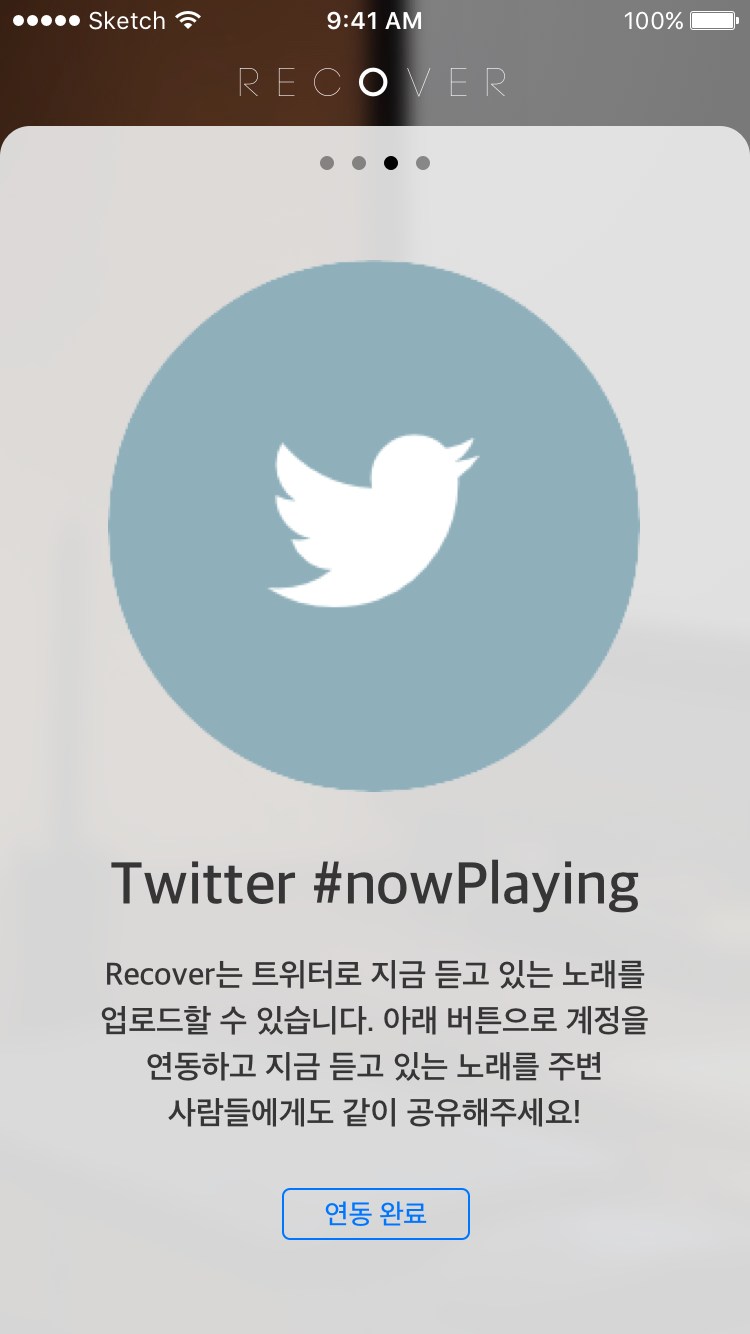 Sketch 9:41 AM 100%
RECOVER
Twitter #nowPlaying
Recover는 트위터로 지금 듣고 있는 노래를
업로드할 수 있습니다. 아래 버튼으로 계정을
연동하고 지금 듣고 있는 노래를 주변
사람들에게도 같이 공유해주세요!
연동 완료